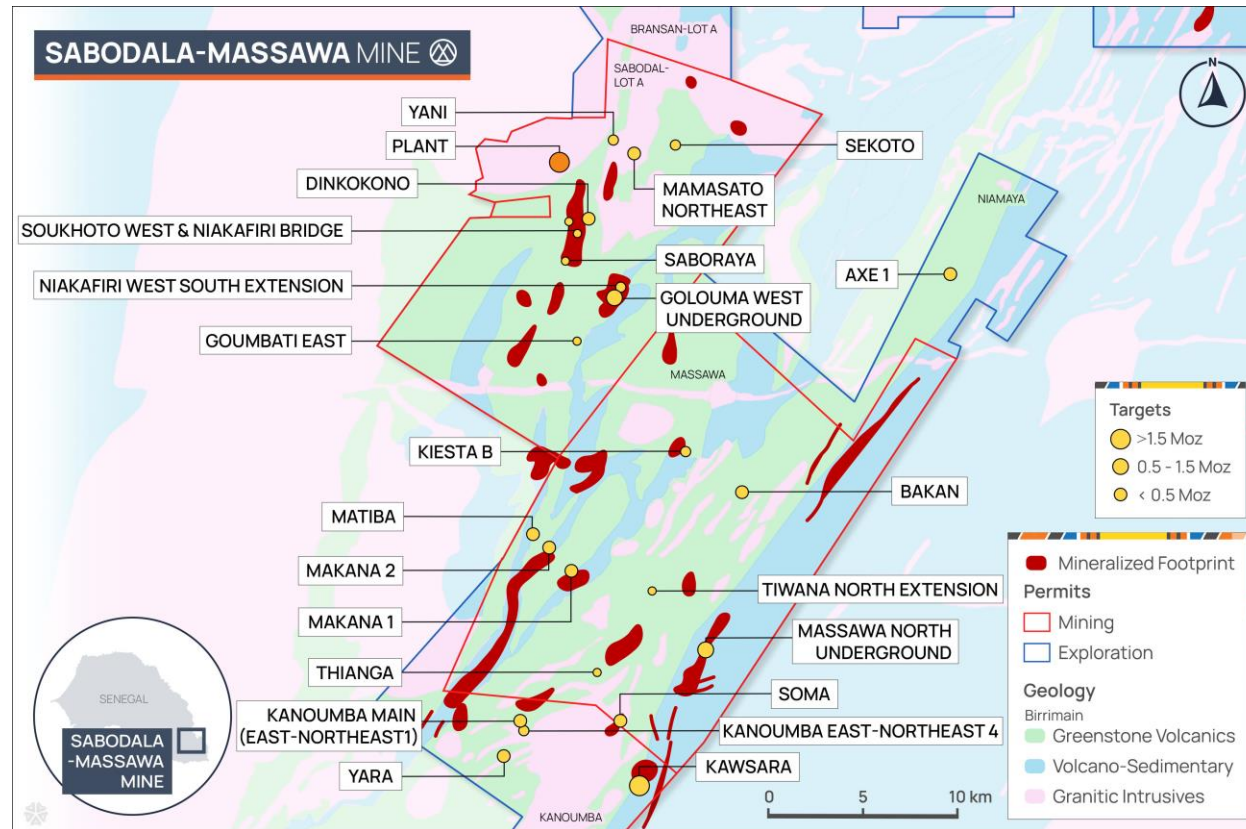 SABODALA-MASSAWA MINE
BRANSAN-LOT A
SABODAL-
LOT A
N
YANI
PLANT
SEKOTO
DINKOKONO
MAMASATO
NORTHEAST
NIAMAYA
SOUKHOTO WEST & NIAKAFIRI BRIDGE
SABORAYA
AXE 1
NIAKAFIRI WEST SOUTH EXTENSION
GOLOUMA WEST
UNDERGROUND
GOUMBATI EAST
MASSAWA
Targets
>1.5 Moz
0.5 - 1.5 Moz
< 0.5 Moz
KIESTA B
BAKAN
MATIBA
MAKANA 2
MAKANA 1
TIWANA NORTH EXTENSION
MASSAWA NORTH
UNDERGROUND
THIANGA
SOMA
KANOUMBA MAIN
(EAST-NORTHEAST1)
KANOUMBA EAST-NORTHEAST 4
YARA
KAWSARA
KANOUMBA
0 5 10 km
Mineralized Footprint
Permits
Mining
Exploration
Geology
Birrimain
Greenstone Volcanics
Volcano-Sedimentary
Granitic Intrusives
SENEGAL
SABODALA
-MASSAWA
MINE